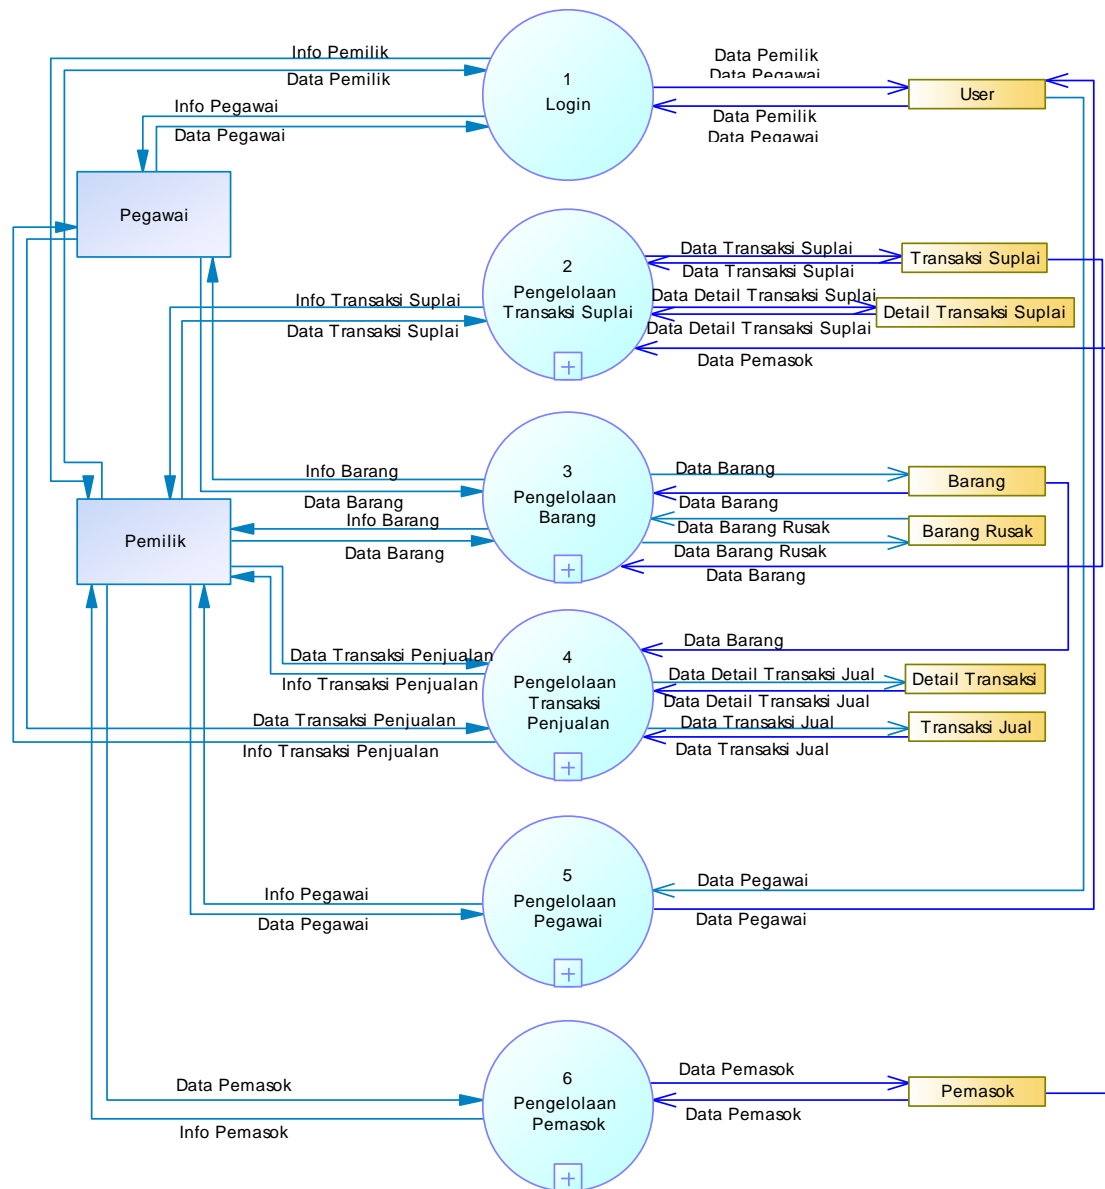 Info Pemilik
Data Pemilik
Info Pegawai
Data Pegawai
1
Login
Data Pemilik
Data Pegawai
Data Pemilik
Data Pegawai
User
Pegawai
2
Pengelolaan
Transaksi Suplai
Info Transaksi Suplai
Data Transaksi Suplai
Data Transaksi Suplai
Data Transaksi Suplai
Transaksi Suplai
Data Detail Transaksi Suplai
Data Detail Transaksi Suplai
Detail Transaksi Suplai
Data Pemasok
Info Barang
Data Barang
Info Barang
Data Barang
Pemilik
3
Pengelolaan
Barang
Data Barang
Data Barang
Barang
Data Barang Rusak
Data Barang Rusak
Barang Rusak
Data Barang
Data Transaksi Penjualan
Info Transaksi Penjualan
Data Transaksi Penjualan
Info Transaksi Penjualan
4
Pengelolaan
Transaksi
Penjualan
Data Barang
Data Detail Transaksi Jual
Data Detail Transaksi Jual
Detail Transaksi
Data Transaksi Jual
Data Transaksi Jual
Transaksi Jual
Info Pegawai
Data Pegawai
5
Pengelolaan
Pegawai
Data Pegawai
Data Pegawai
Data Pemasok
Info Pemasok
6
Pengelolaan
Pemasok
Data Pemasok
Data Pemasok
Pemasok